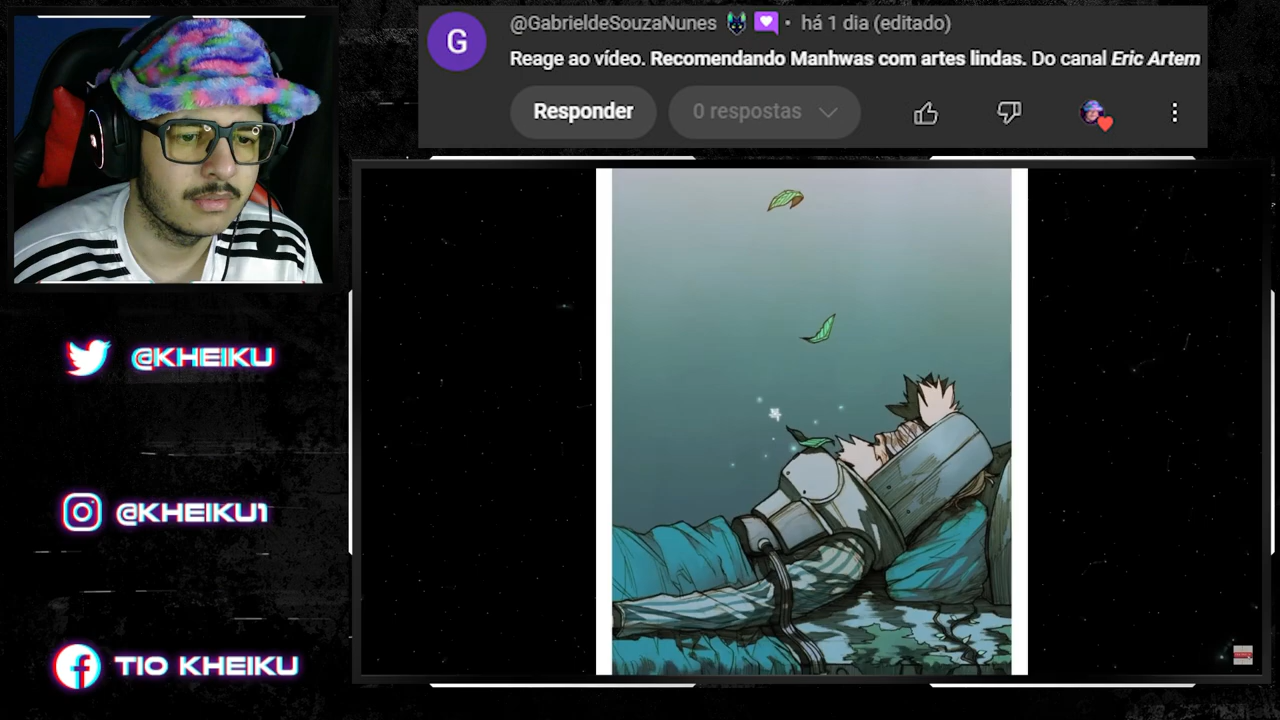 G
@GabrieldeSouzaNunes • há 1 dia (editado)
Reage ao vídeo. Recomendando Manhwas com artes lindas. Do canal Eric Artem
Responder
0 respostas
@KHEIKU
@KHEIKU1
TIO KHEIKU